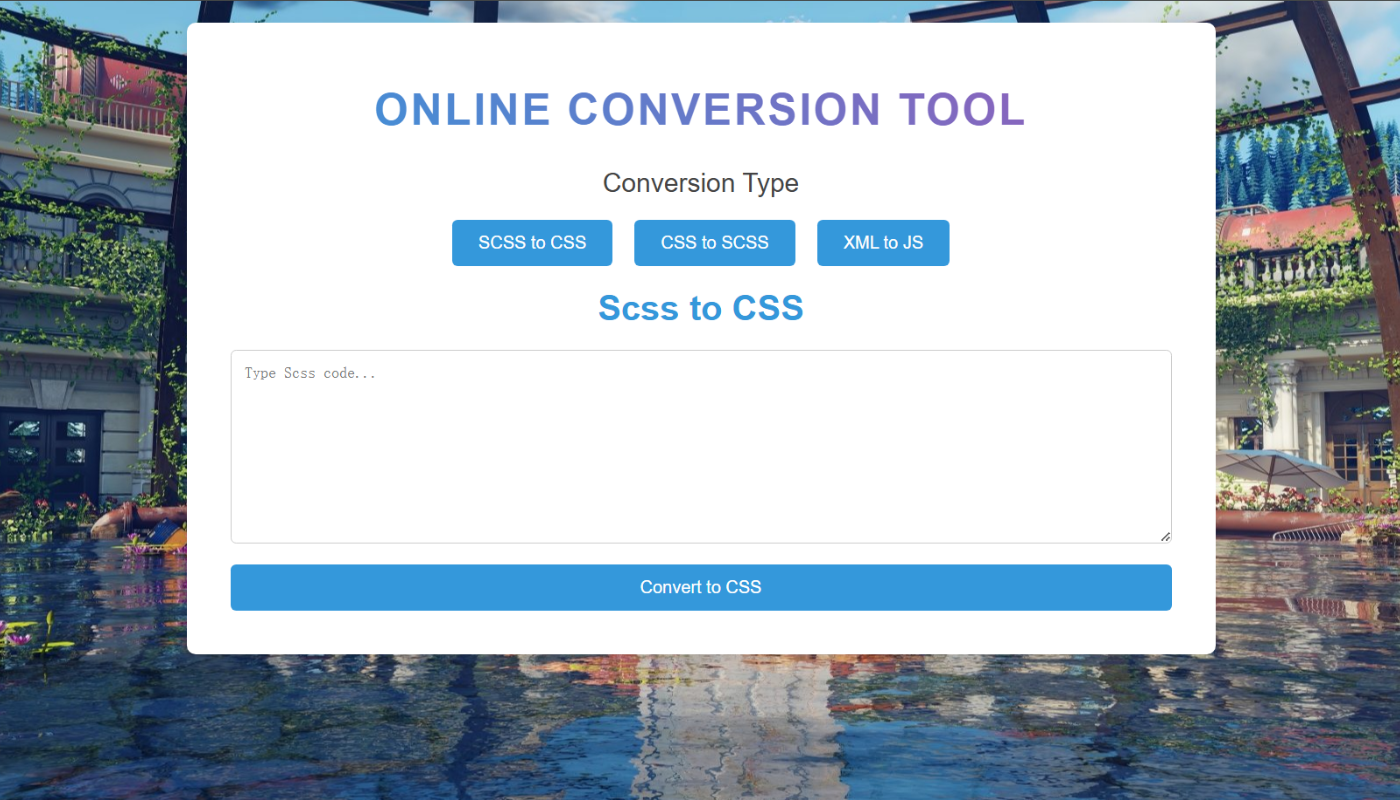 ONLINE CONVERSION TOOL
Conversion Type
SCSS to CSS CSS to SCSS XML to JS
Scss to CSS
Type Scss code...
Convert to CSS